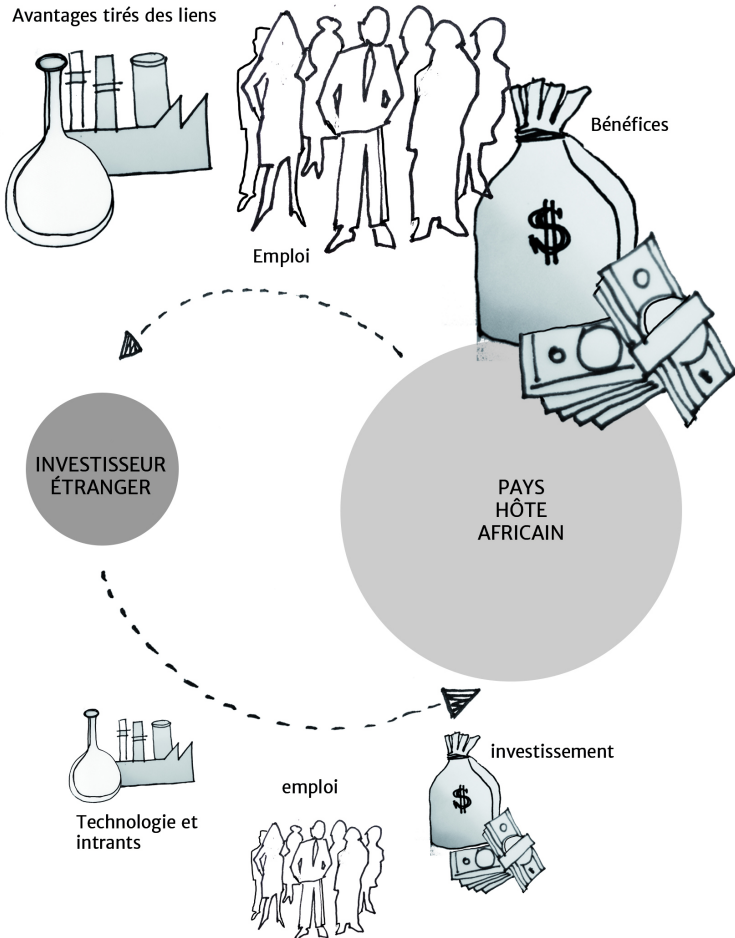 Avantages tirés des liens
Bénéfices
$
Emploi
INVESTISSEUR
ÉTRANGER
PAYS
HÔTE
AFRICAIN
investissement
emploi
$
Technologie et
intrants